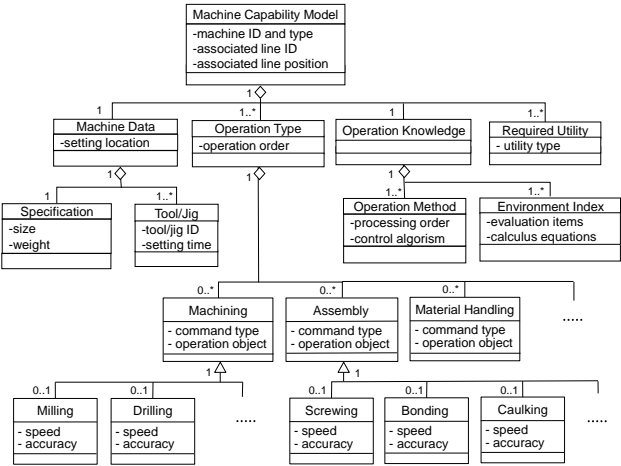 Machine Capability Model
-machine ID and type
-associated line ID
-associated line position
1
1
1..*
1
1..*
Machine Data
-setting location
Operation Type
-operation order
Operation Knowledge
Required Utility
- utility type
1
1
1
1
1..*
1..*
1..*
Specification
-size
-weight
Tool/Jig
-tool/jig ID
-setting time
Operation Method
-processing order
-control algorism
Environment Index
-evaluation items
-calculus equations
0..*
0..*
0..*
Machining
- command type
- operation object
Assembly
- command type
- operation object
Material Handling
- command type
- operation object
.....
1
1
0..1
0..1
0..1
0..1
0..1
Milling
- speed
- accuracy
Drilling
- speed
- accuracy
.....
Screwing
- speed
- accuracy
Bonding
- speed
- accuracy
Caulking
- speed
- accuracy
.....